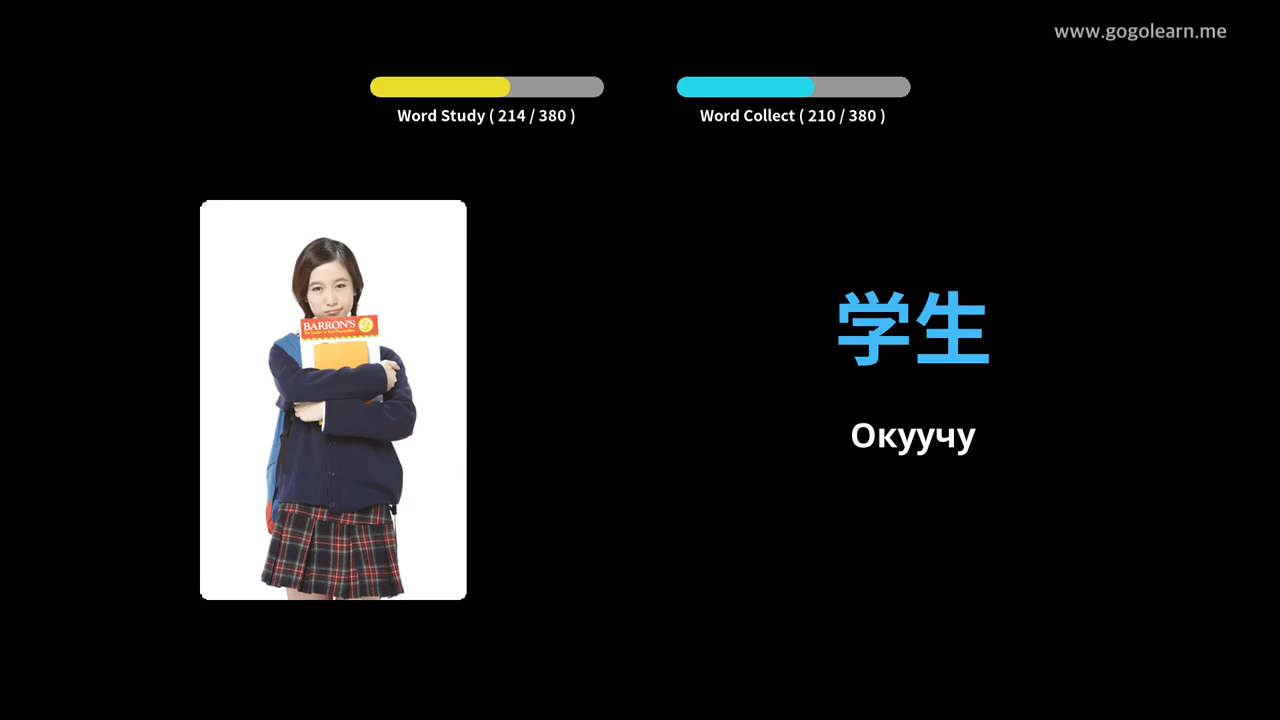 www.gogolearn.me
Word Study ( 214 / 380 )
Word Collect ( 210 / 380 )
BARRON'S
学生
Окуучу